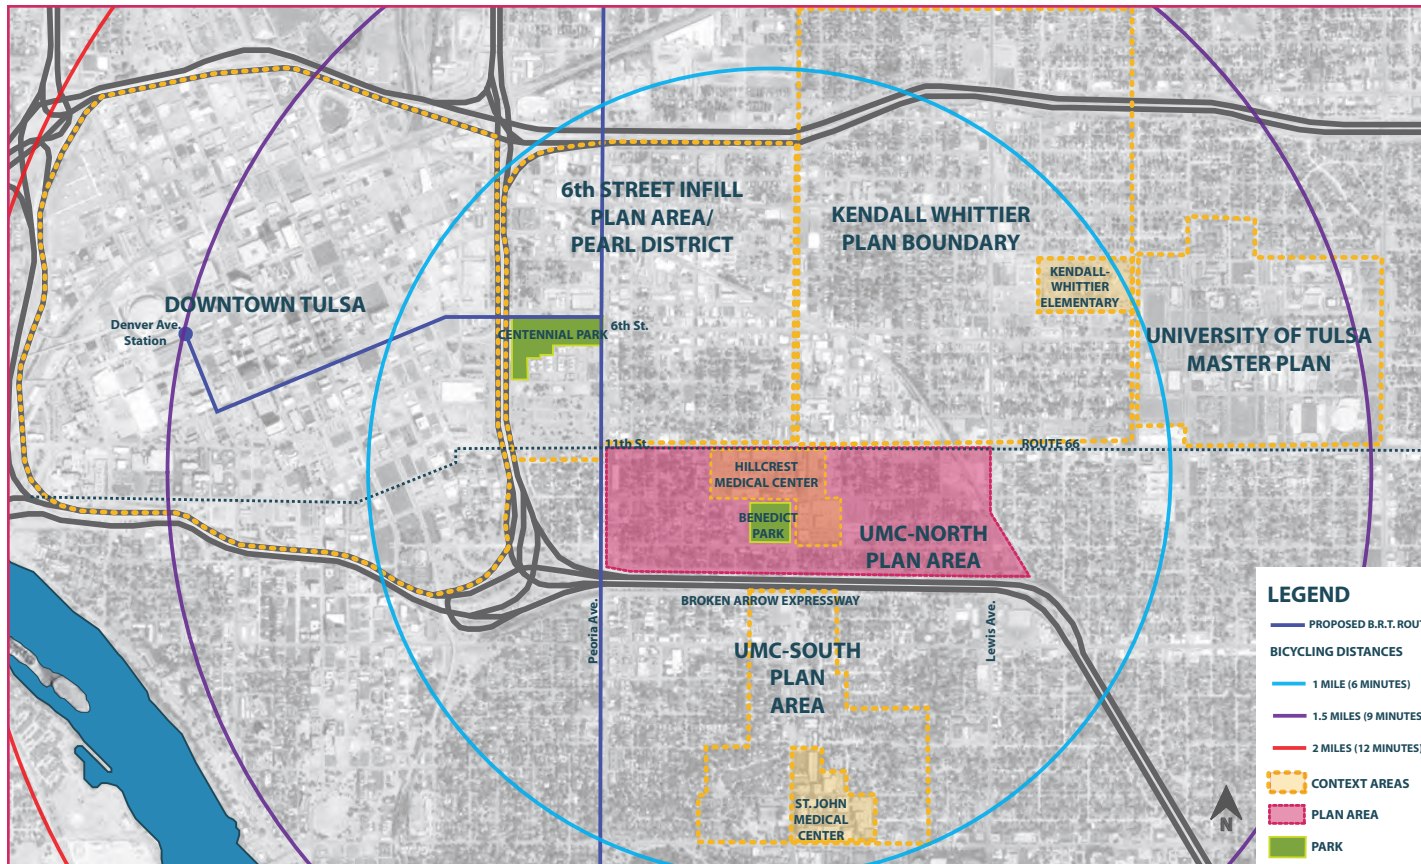 6th STREET INFILL
PLAN AREA/
PEARL DISTRICT
KENDALL WHITTIER
PLAN BOUNDARY
KENDALL-
WHITTIER
ELEMENTARY
DOWNTOWN TULSA
Denver Ave.
Station
CENTENNIAL PARK
6th St.
UNIVERSITY OF TULSA
MASTER PLAN
11th St.
ROUTE 66
HILLCREST
MEDICAL CENTER
BENEDICT
PARK
UMC-NORTH
PLAN AREA
BROKEN ARROW EXPRESSWAY
Peoria Ave.
Lewis Ave.
UMC-SOUTH
PLAN
AREA
ST. JOHN
MEDICAL
CENTER
LEGEND
PROPOSED B.R.T. ROUT
BICYCLING DISTANCES
1 MILE (6 MINUTES)
1.5 MILES (9 MINUTES
2 MILES (12 MINUTES)
CONTEXT AREAS
PLAN AREA
PARK
N